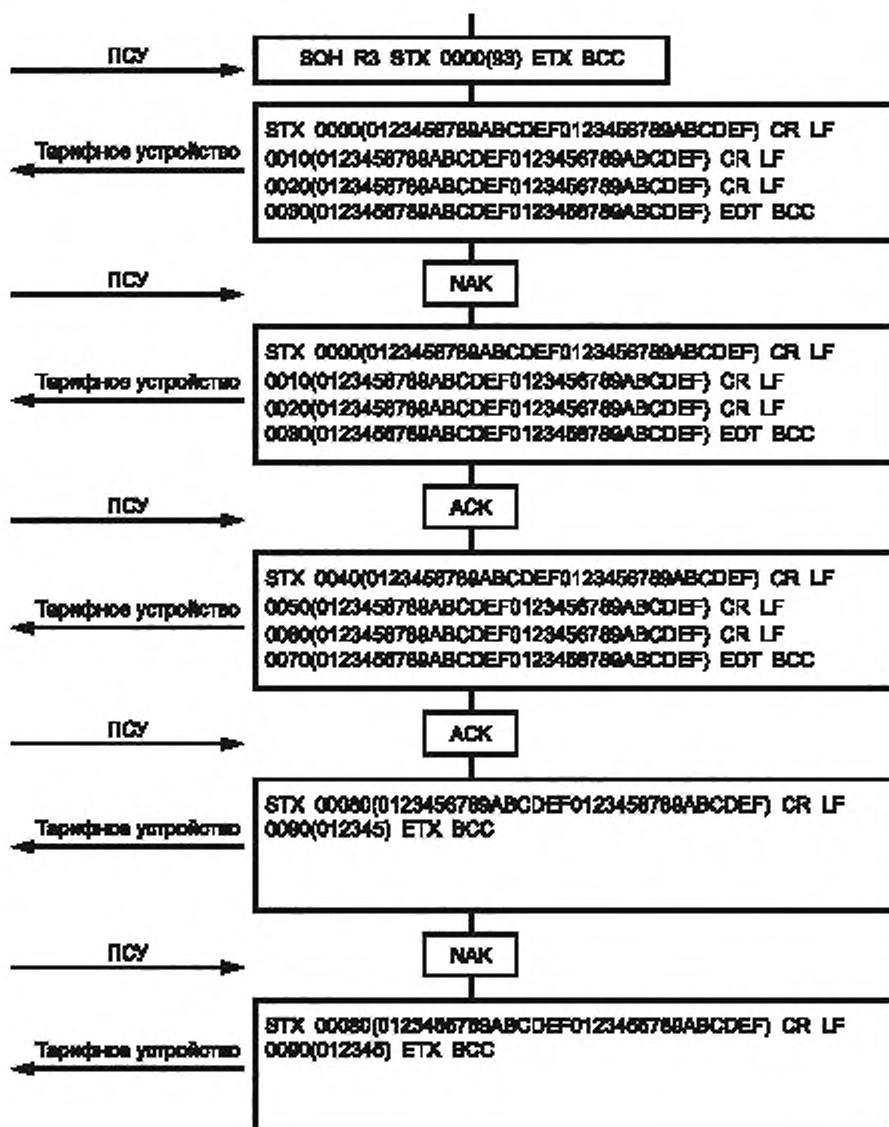 ПСУ
SOH R3 STX 0000(93) ETX BCC
Тарифное устройство
STX 0000(0123456789ABCDEF0123456789ABCDEF) CR LF
0010(0123456789ABCDEF0123456789ABCDEF) CR LF
0020(0123456789ABCDEF0123456789ABCDEF) CR LF
0030(0123456789ABCDEF0123456789ABCDEF) EOT BCC
ПСУ
NAK
Тарифное устройство
STX 0000(0123456789ABCDEF0123456789ABCDEF) CR LF
0010(0123456789ABCDEF0123456789ABCDEF) CR LF
0020(0123456789ABCDEF0123456789ABCDEF) CR LF
0030(0123456789ABCDEF0123456789ABCDEF) EOT BCC
ПСУ
ACK
Тарифное устройство
STX 0040(0123456789ABCDEF0123456789ABCDEF) CR LF
0050(0123456789ABCDEF0123456789ABCDEF) CR LF
0060(0123456789ABCDEF0123456789ABCDEF) CR LF
0070(0123456789ABCDEF0123456789ABCDEF) EOT BCC
ПСУ
ACK
Тарифное устройство
STX 00080(0123456789ABCDEF0123456789ABCDEF) CR LF
0090(012345) ETX BCC
ПСУ
NAK
Тарифное устройство
STX 00080(0123456789ABCDEF0123456789ABCDEF) CR LF
0090(012345) ETX BCC